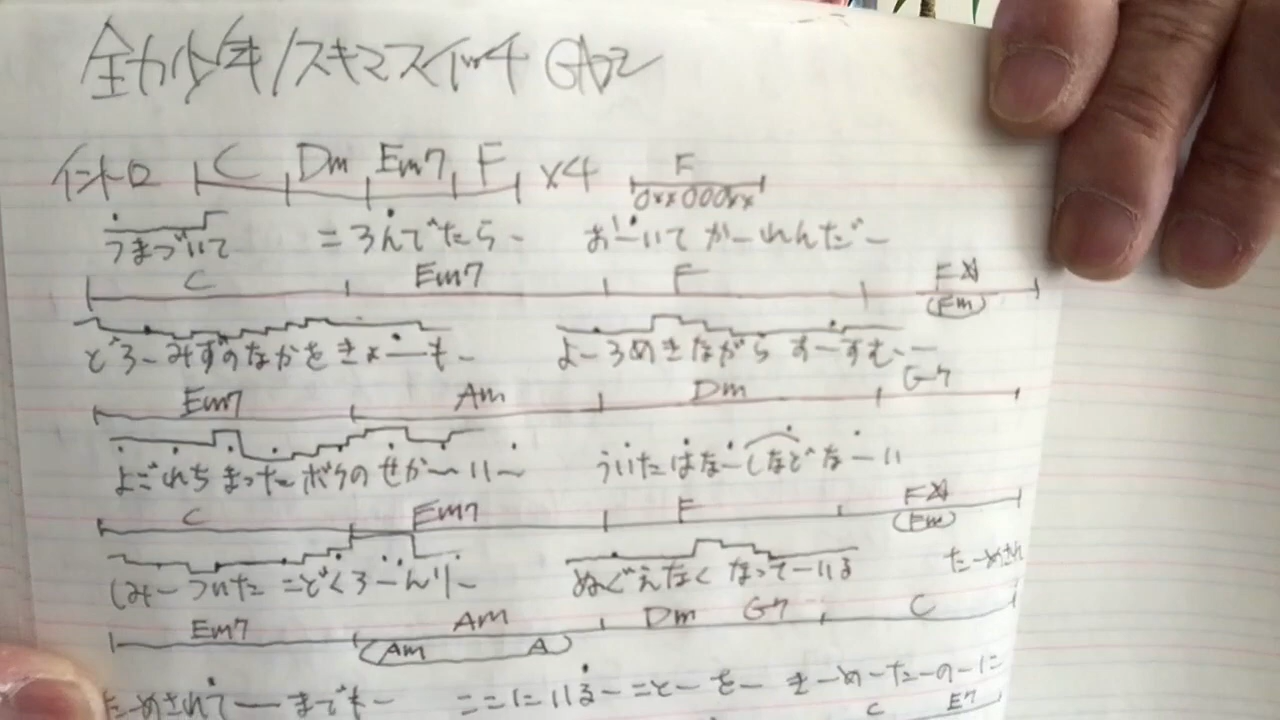 全力少年/スキマスイッチ
イントロ C Dm Em7 F ×4 F
0xx000xx
つまづいて ころんでたら- おーいてかーれんだー
C Em7 F
(Fm)
どろーみずのなかをきょーも- よーろめきながらすーすむー
Em7 Am Dm G7
よごれちまったボクのせかーいー ういたはなーしなどなーい
C Em7 F
(Fm)
しみーついたこどくろーんりー ぬぐえなくなってーいる たーめされ
Em7 Am Dm G7 C
(Am A)
たーめされてーまでもー ここにいるーことーをー きーめーたーのーに
C E7